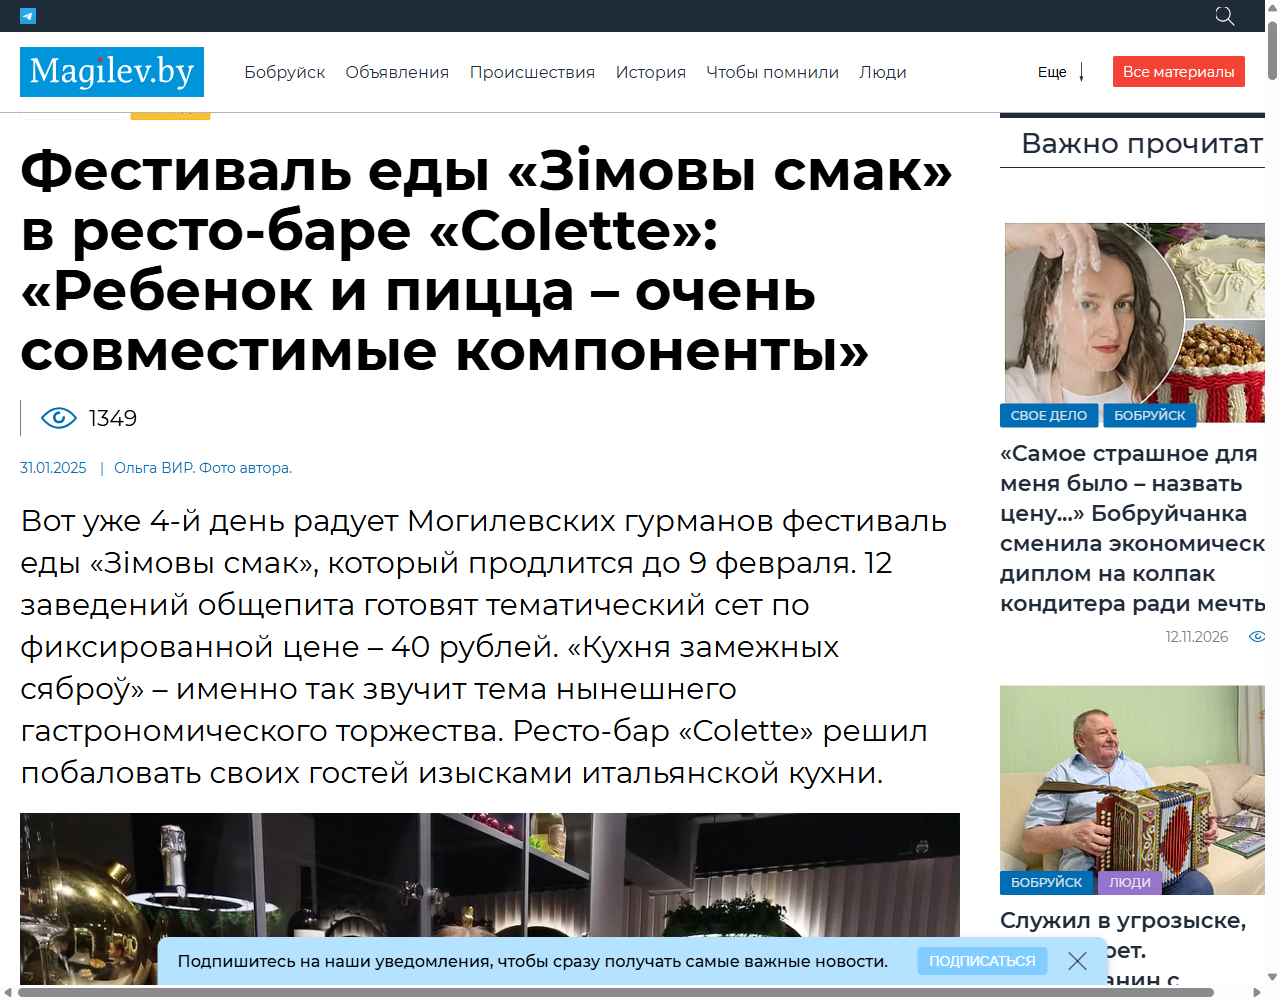 Magilev.by
Бобруйск
Объявления
Происшествия
История
Чтобы помнили
Люди
Еще
Все материалы
Фестиваль еды «Зімовы смак»
в ресто-баре «Colette»:
«Ребенок и пицца – очень
совместимые компоненты»
1349
31.01.2025 | Ольга ВИР. Фото автора.
Вот уже 4-й день радует Могилевских гурманов фестиваль
еды «Зімовы смак», который продлится до 9 февраля. 12
заведений общепита готовят тематический сет по
фиксированной цене – 40 рублей. «Кухня замежных
сяброў» – именно так звучит тема нынешнего
гастрономического торжества. Ресто-бар «Colette» решил
побаловать своих гостей изысками итальянской кухни.
Важно прочитат
СВОЕ ДЕЛО
БОБРУЙСК
«Самое страшное для
меня было – назвать
цену...» Бобруйчанка
сменила экономическ
диплом на колпак
кондитера ради мечты
12.11.2026
БОБРУЙСК
ЛЮДИ
Служил в угрозыске,
Подпишитесь на наши уведомления, чтобы сразу получать самые важные новости.
ПОДПИСАТЬСЯ